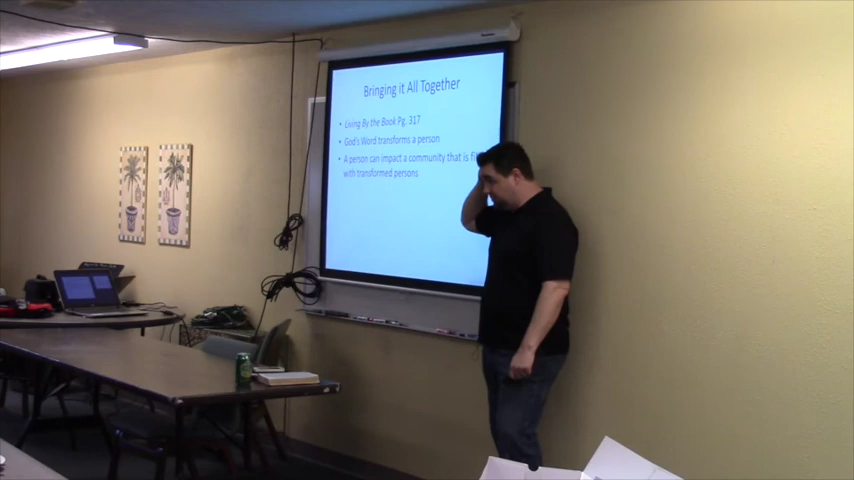 Bringing it All Together
• Living By the Book Pg. 317
• God's Word transforms a person
• A person can impact a community that is
with transformed persons